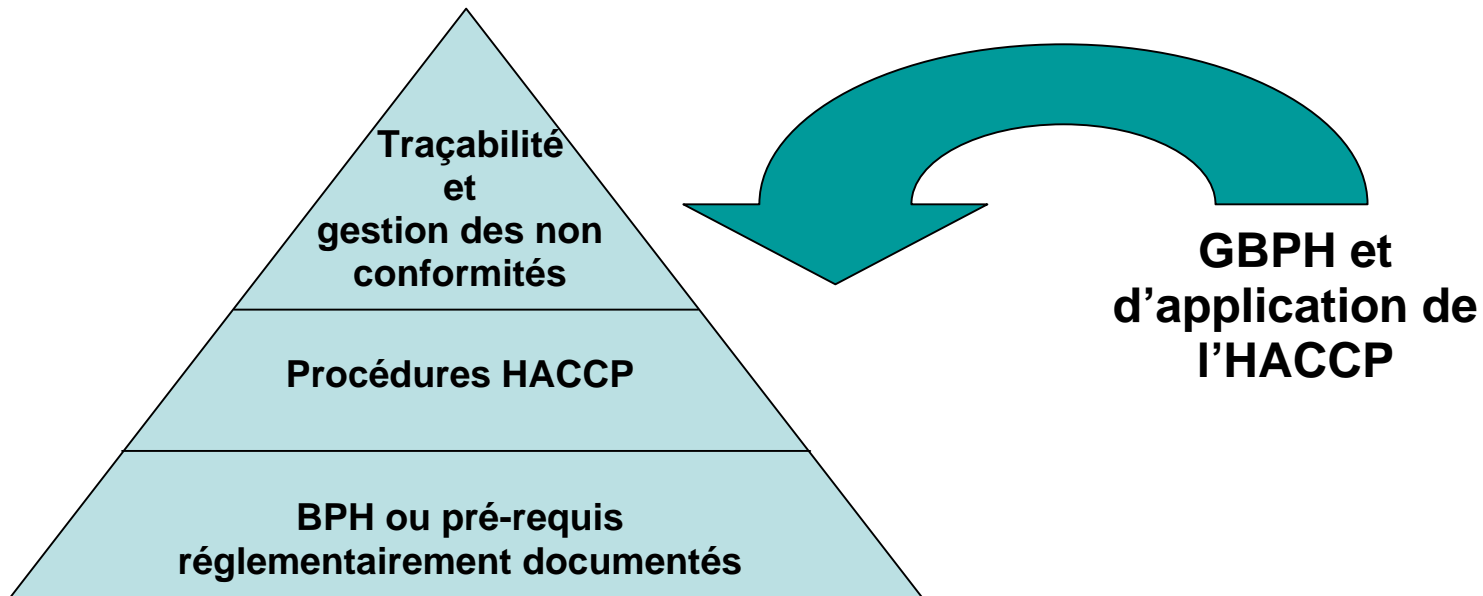 Traçabilité
et
gestion des non
conformités
Procédures HACCP
BPH ou pré-requis
réglementairement documentés
GBPH et
d’application de
l’HACCP